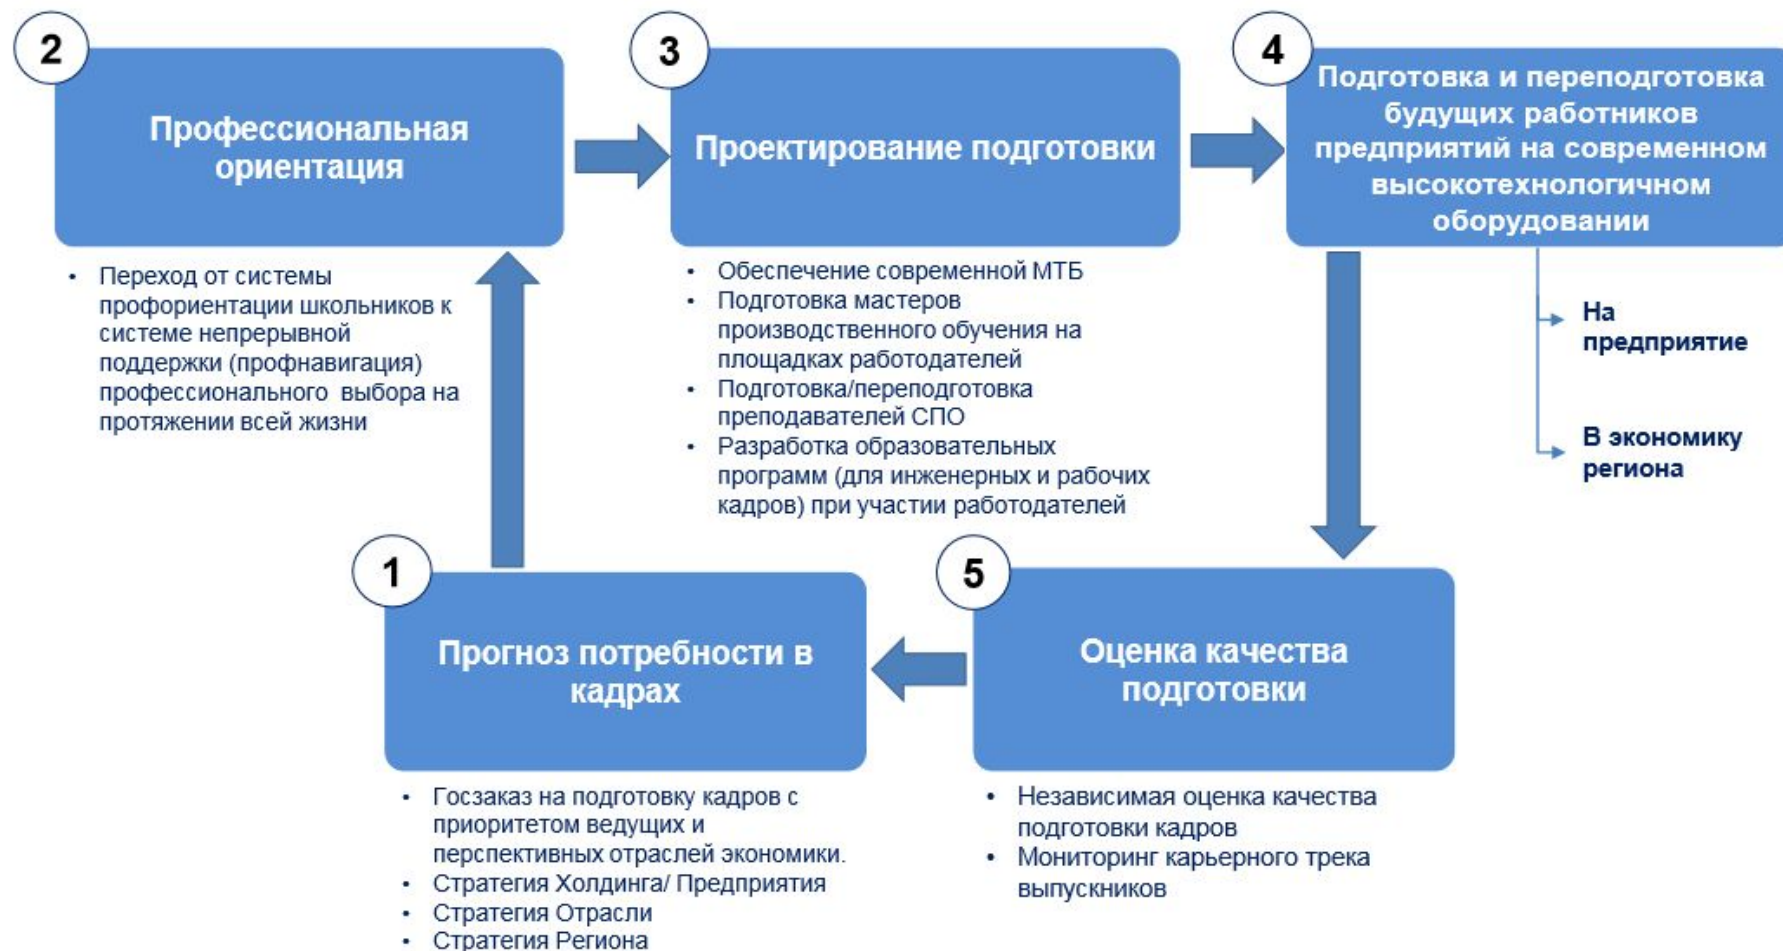 2
Профессиональная
ориентация
• Переход от системы
профориентации школьников к
системе непрерывной
поддержки (профнавигация)
профессионального выбора на
протяжении всей жизни
3
Проектирование подготовки
• Обеспечение современной МТБ
• Подготовка мастеров
производственного обучения на
площадках работодателей
• Подготовка/переподготовка
преподавателей СПО
• Разработка образовательных
программ (для инженерных и рабочих
кадров) при участии работодателей
4
Подготовка и переподготовка
будущих работников
предприятий на современном
высокотехнологичном
оборудовании
На
предприятие
В экономику
региона
1
Прогноз потребности в
кадрах
• Госзаказ на подготовку кадров с
приоритетом ведущих и
перспективных отраслей экономики.
• Стратегия Холдинга/ Предприятия
• Стратегия Отрасли
• Стратегия Региона
5
Оценка качества
подготовки
• Независимая оценка качества
подготовки кадров
• Мониторинг карьерного трека
выпускников